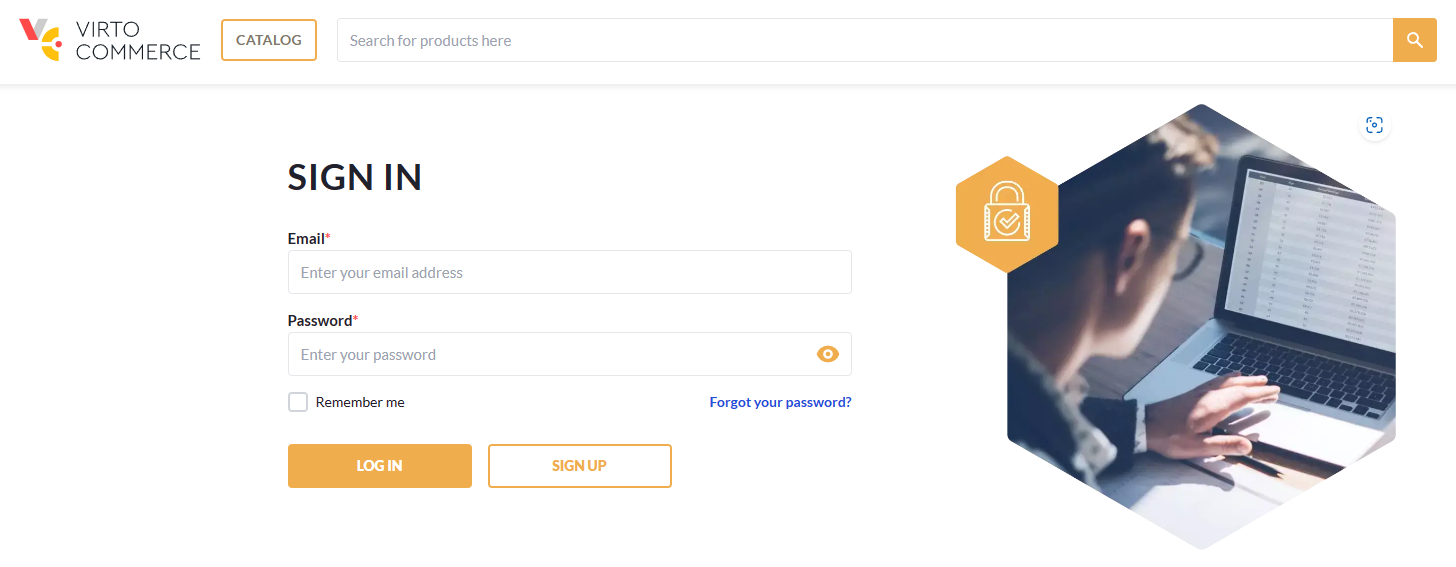 VIRTO
COMMERCE
CATALOG
Search for products here
SIGN IN
Email*
Enter your email address
Password*
Enter your password
Remember me
Forgot your password?
LOG IN
SIGN UP